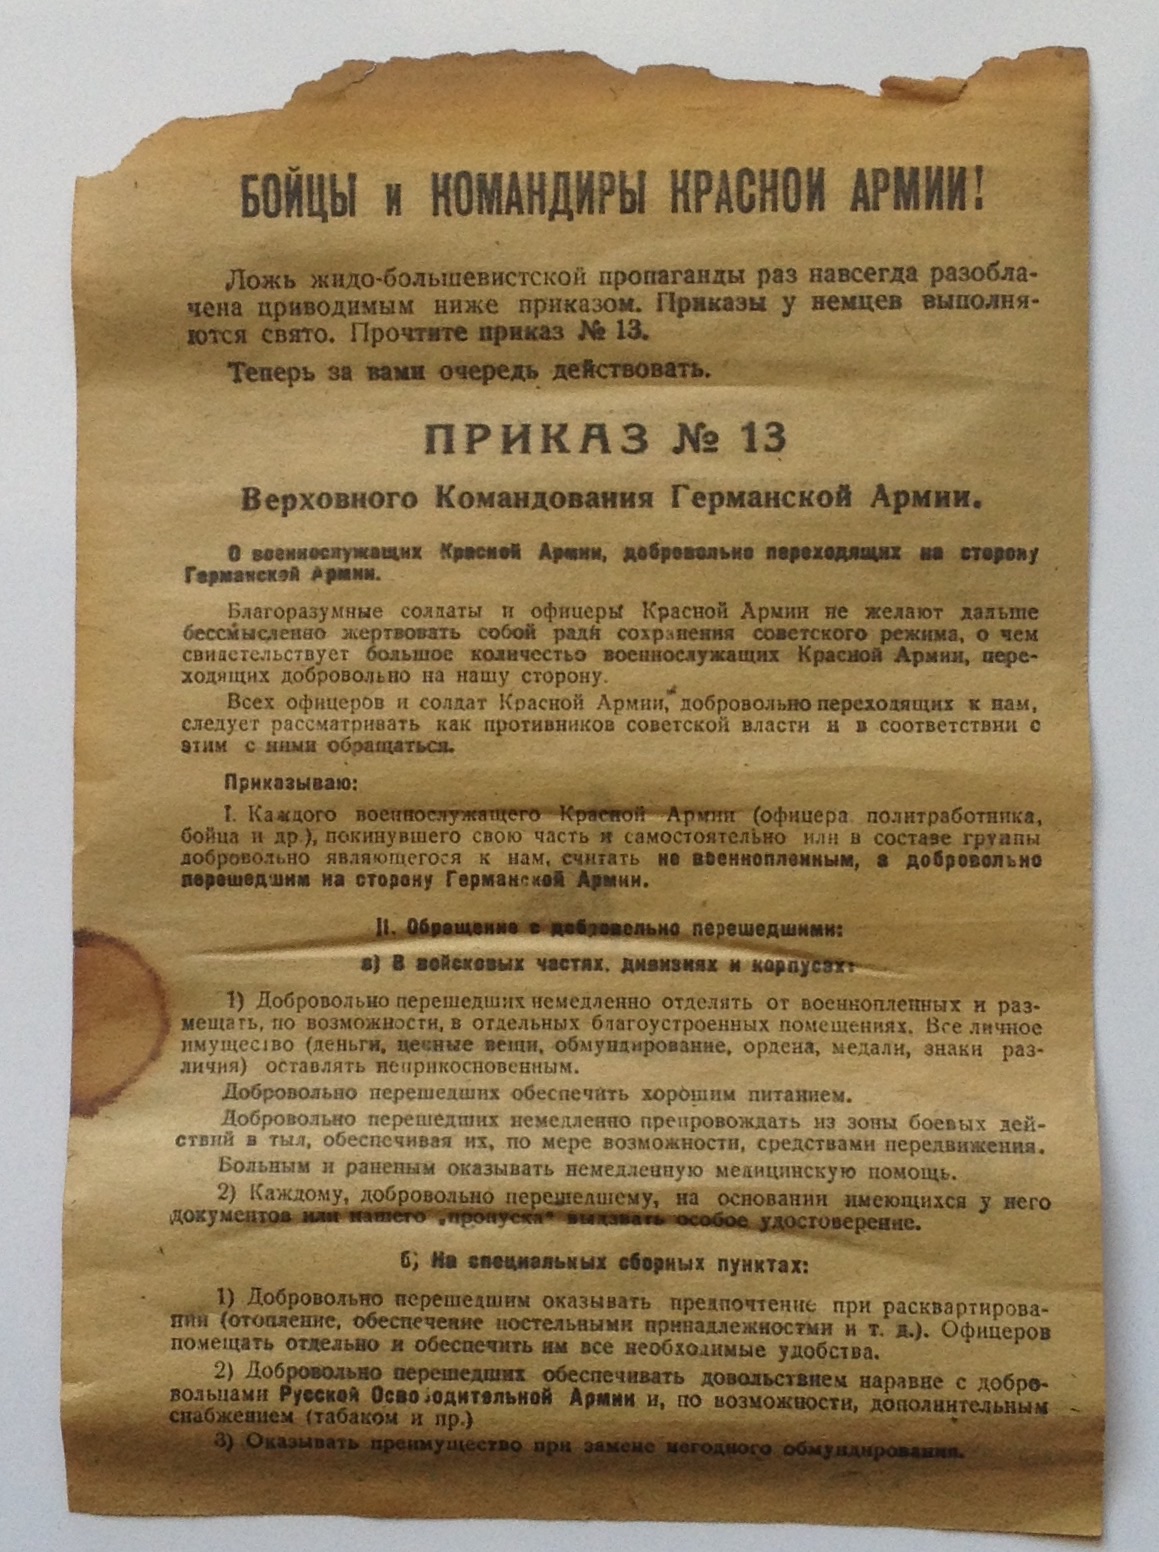 БОЙЦЫ и КОМАНДИРЫ КРАСНОЙ АРМИИ!
Ложь жидо-большевистской пропаганды раз навсегда разобла-
чена приводимым ниже приказом. Приказы у немцев выполня-
ются свято. Прочтите приказ № 13.
Теперь за вами очередь действовать.
ПРИКАЗ № 13
Верховного Командования Германской Армии.
О военнослужащих Красной Армии, добровольно переходящих на сторону
Германской Армии.
Благоразумные солдаты и офицеры Красной Армии не желают дальше
бессмысленно жертвовать собой ради сохранения советского режима, о чем
свидетельствует большое количество военнослужащих Красной Армии, пере-
ходящих добровольно на нашу сторону.
Всех офицеров и солдат Красной Армии, добровольно переходящих к нам,
следует рассматривать как противников советской власти и в соответствии с
этим с ними обращаться.
Приказываю:
I. Каждого военнослужащего Красной Армии (офицера политработника,
бойца и др.), покинувшего свою часть и самостоятельно или в составе группы
добровольно являющегося к нам, считать не военнопленным, а добровольно
перешедшим на сторону Германской Армии.
II. Обращение с добровольно перешедшими:
а) В войсковых частях, дивизиях и корпусах:
1) Добровольно перешедших немедленно отделять от военнопленных и раз-
мещать, по возможности, в отдельных благоустроенных помещениях. Все личное
имущество (деньги, ценные вещи, обмундирование, ордена, медали, знаки раз-
личия) оставлять неприкосновенным.
Добровольно перешедших обеспечить хорошим питанием.
Добровольно перешедших немедленно препровождать из зоны боевых дей-
ствий в тыл, обеспечивая их, по мере возможности, средствами передвижения.
Больным и раненым оказывать немедленную медицинскую помощь.
2) Каждому, добровольно перешедшему, на основании имеющихся у него
документов или нашего „пропуска“ выдавать особое удостоверение.
б) На специальных сборных пунктах:
1) Добровольно перешедшим оказывать предпочтение при расквартирова-
нии (отопление, обеспечение постельными принадлежностми и т. д.). Офицеров
помещать отдельно и обеспечить им все необходимые удобства.
2) Добровольно перешедших обеспечивать довольствием наравне с добро-
вольцами Русской Освободительной Армии и, по возможности, дополнительным
снабжением (табаком и пр.)
3) Оказывать преимущество при замене негодного обмундирования.